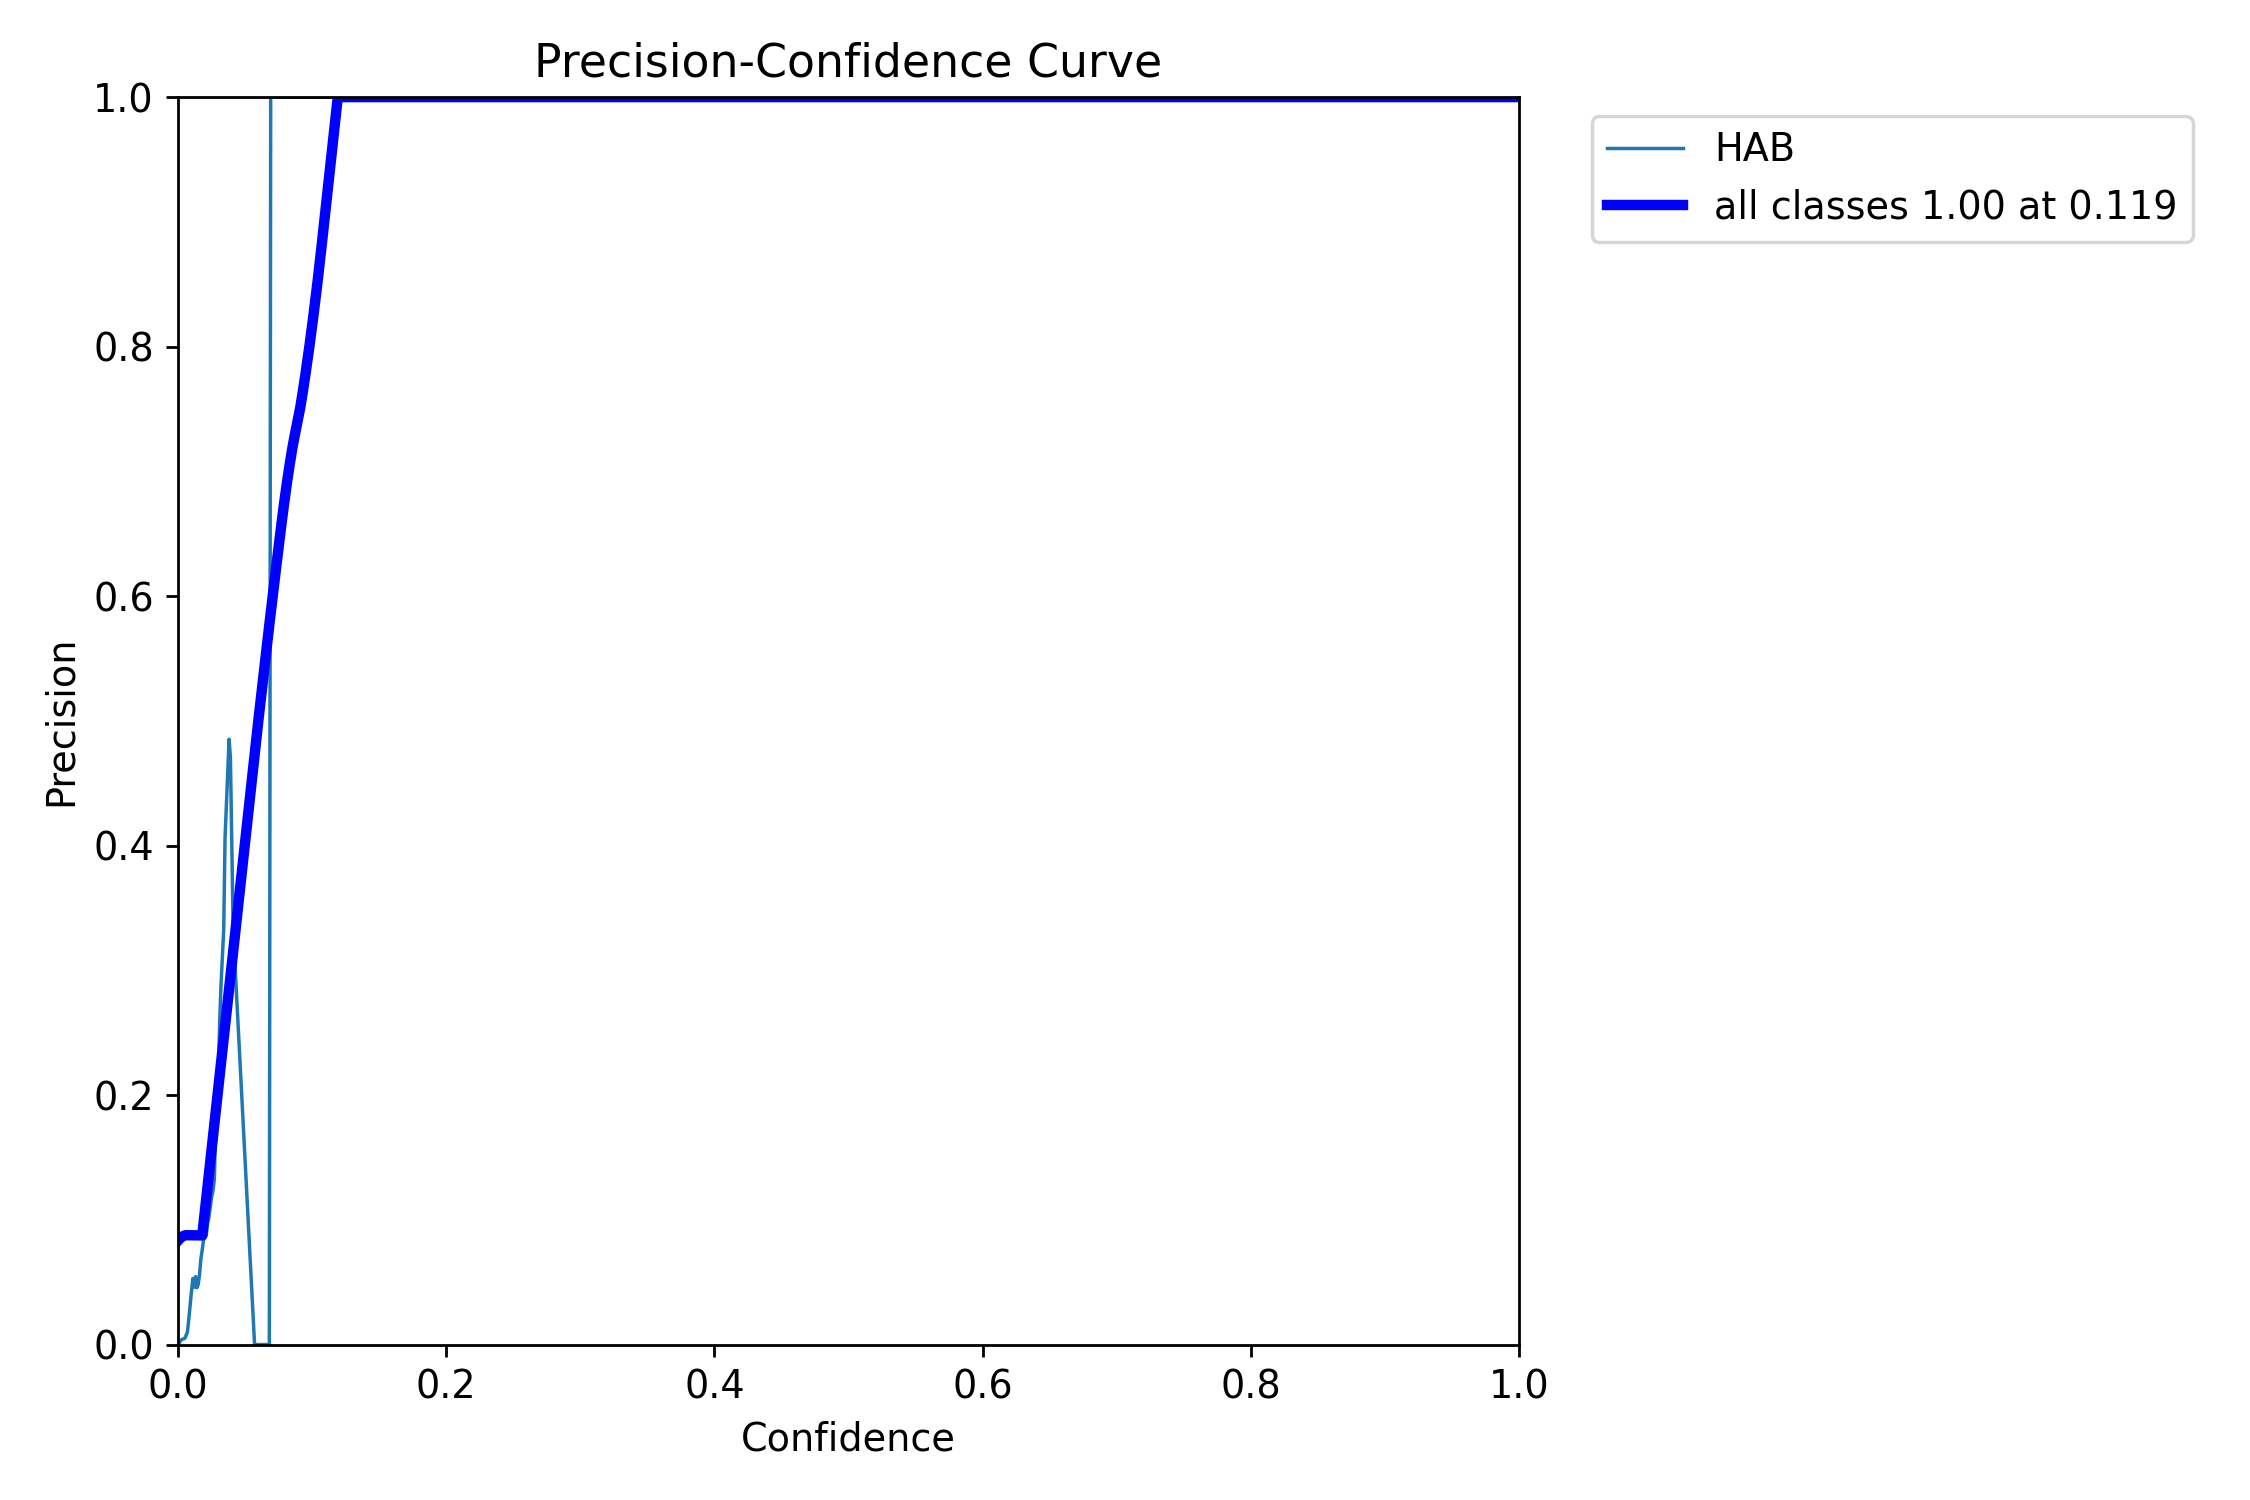 Precision-Confidence Curve
HAB
all classes 1.00 at 0.119
1.0
0.8
0.6
0.4
0.2
0.0
Precision
0.0 0.2 0.4 0.6 0.8 1.0
Confidence